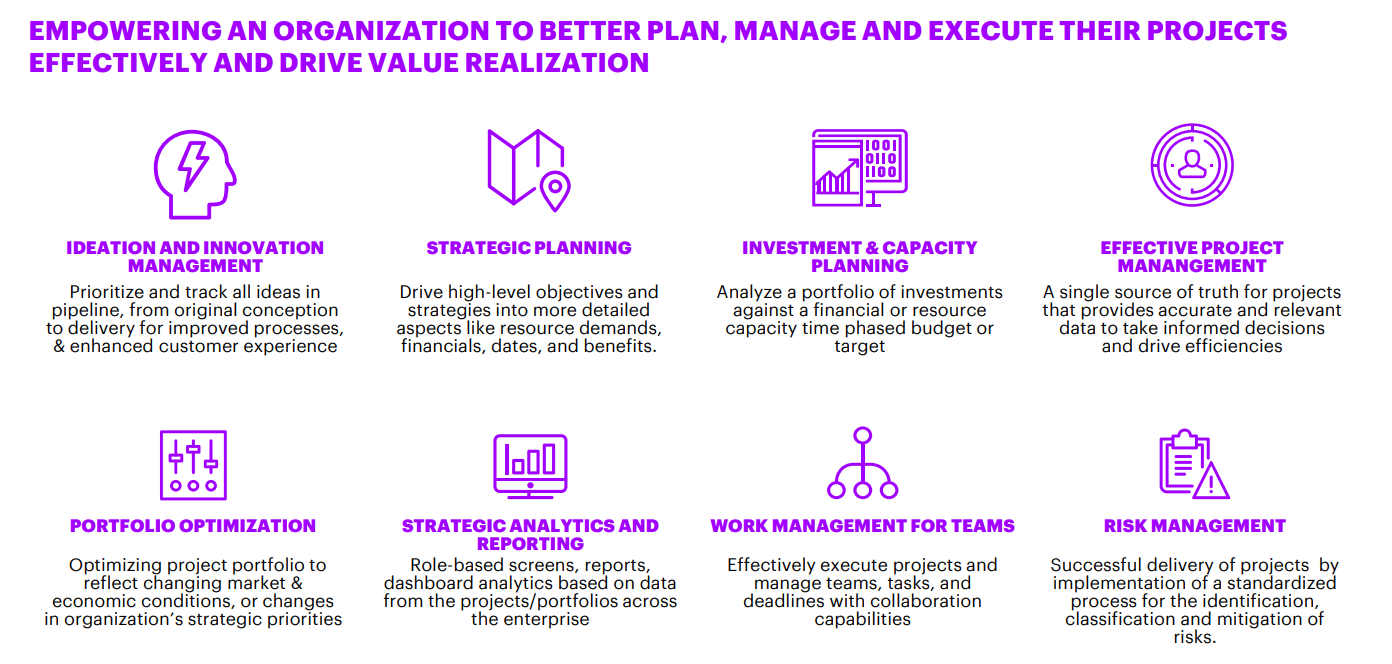 EMPOWERING AN ORGANIZATION TO BETTER PLAN, MANAGE AND EXECUTE THEIR PROJECTS
EFFECTIVELY AND DRIVE VALUE REALIZATION
1001
0110
1100
IDEATION AND INNOVATION
MANAGEMENT
Prioritize and track all ideas in
pipeline, from original conception
to delivery for improved processes,
& enhanced customer experience
STRATEGIC PLANNING
Drive high-level objectives and
strategies into more detailed
aspects like resource demands,
financials, dates, and benefits.
INVESTMENT & CAPACITY
PLANNING
Analyze a portfolio of investments
against a financial or resource
capacity time phased budget or
target
EFFECTIVE PROJECT
MANANGEMENT
A single source of truth for projects
that provides accurate and relevant
data to take informed decisions
and drive efficiencies
PORTFOLIO OPTIMIZATION
Optimizing project portfolio to
reflect changing market &
economic conditions, or changes
in organization’s strategic priorities
STRATEGIC ANALYTICS AND
REPORTING
Role-based screens, reports,
dashboard analytics based on data
from the projects/portfolios across
the enterprise
WORK MANAGEMENT FOR TEAMS
Effectively execute projects and
manage teams, tasks, and
deadlines with collaboration
capabilities
RISK MANAGEMENT
Successful delivery of projects  by
implementation of a standardized
process for the identification,
classification and mitigation of
risks.